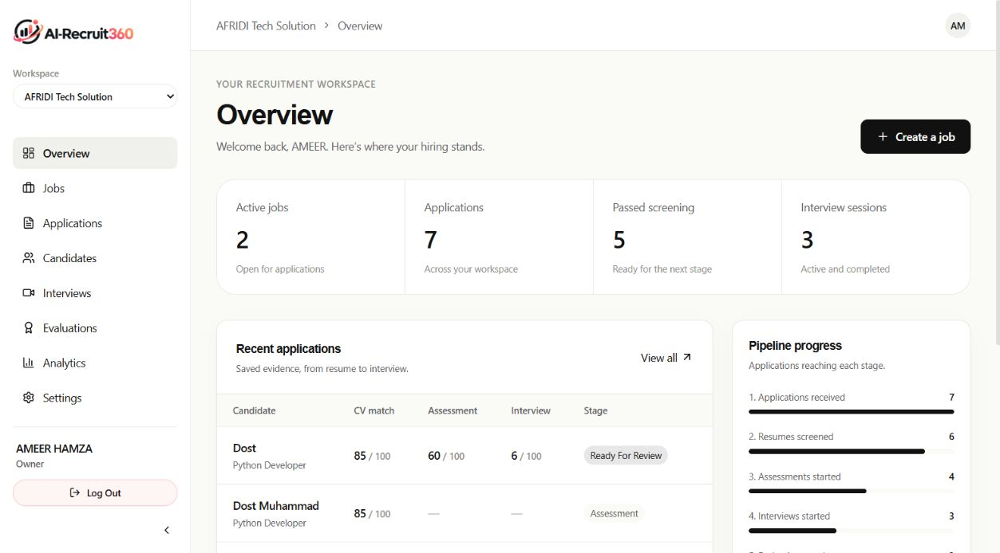 AI-Recruit360
Workspace
AFRIDI Tech Solution
Overview
Jobs
Applications
Candidates
Interviews
Evaluations
Analytics
Settings
AMEER HAMZA
Owner
Log Out
AFRIDI Tech Solution > Overview
AM
YOUR RECRUITMENT WORKSPACE
Overview
Welcome back, AMEER. Here's where your hiring stands.
+ Create a job
Active jobs
2
Open for applications
Applications
7
Across your workspace
Passed screening
5
Ready for the next stage
Interview sessions
3
Active and completed
Recent applications
Saved evidence, from resume to interview.
View all
Candidate CV match Assessment Interview Stage
Dost
Python Developer
85 / 100 60 / 100 6 / 100 Ready For Review
Dost Muhammad
Python Developer
85 / 100 — — Assessment
Pipeline progress
Applications reaching each stage.
1. Applications received 7
2. Resumes screened 6
3. Assessments started 4
4. Interviews started 3